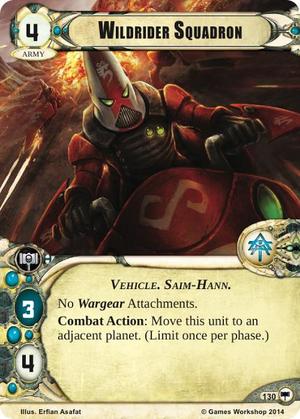 4
ARMY
WILDRIDER SQUADRON
VEHICLE. SAIM-HANN.
No Wargear Attachments.
Combat Action: Move this unit to an
adjacent planet. (Limit once per phase.)
3
4
130
Illus. Erfian Asafat
© Games Workshop 2014